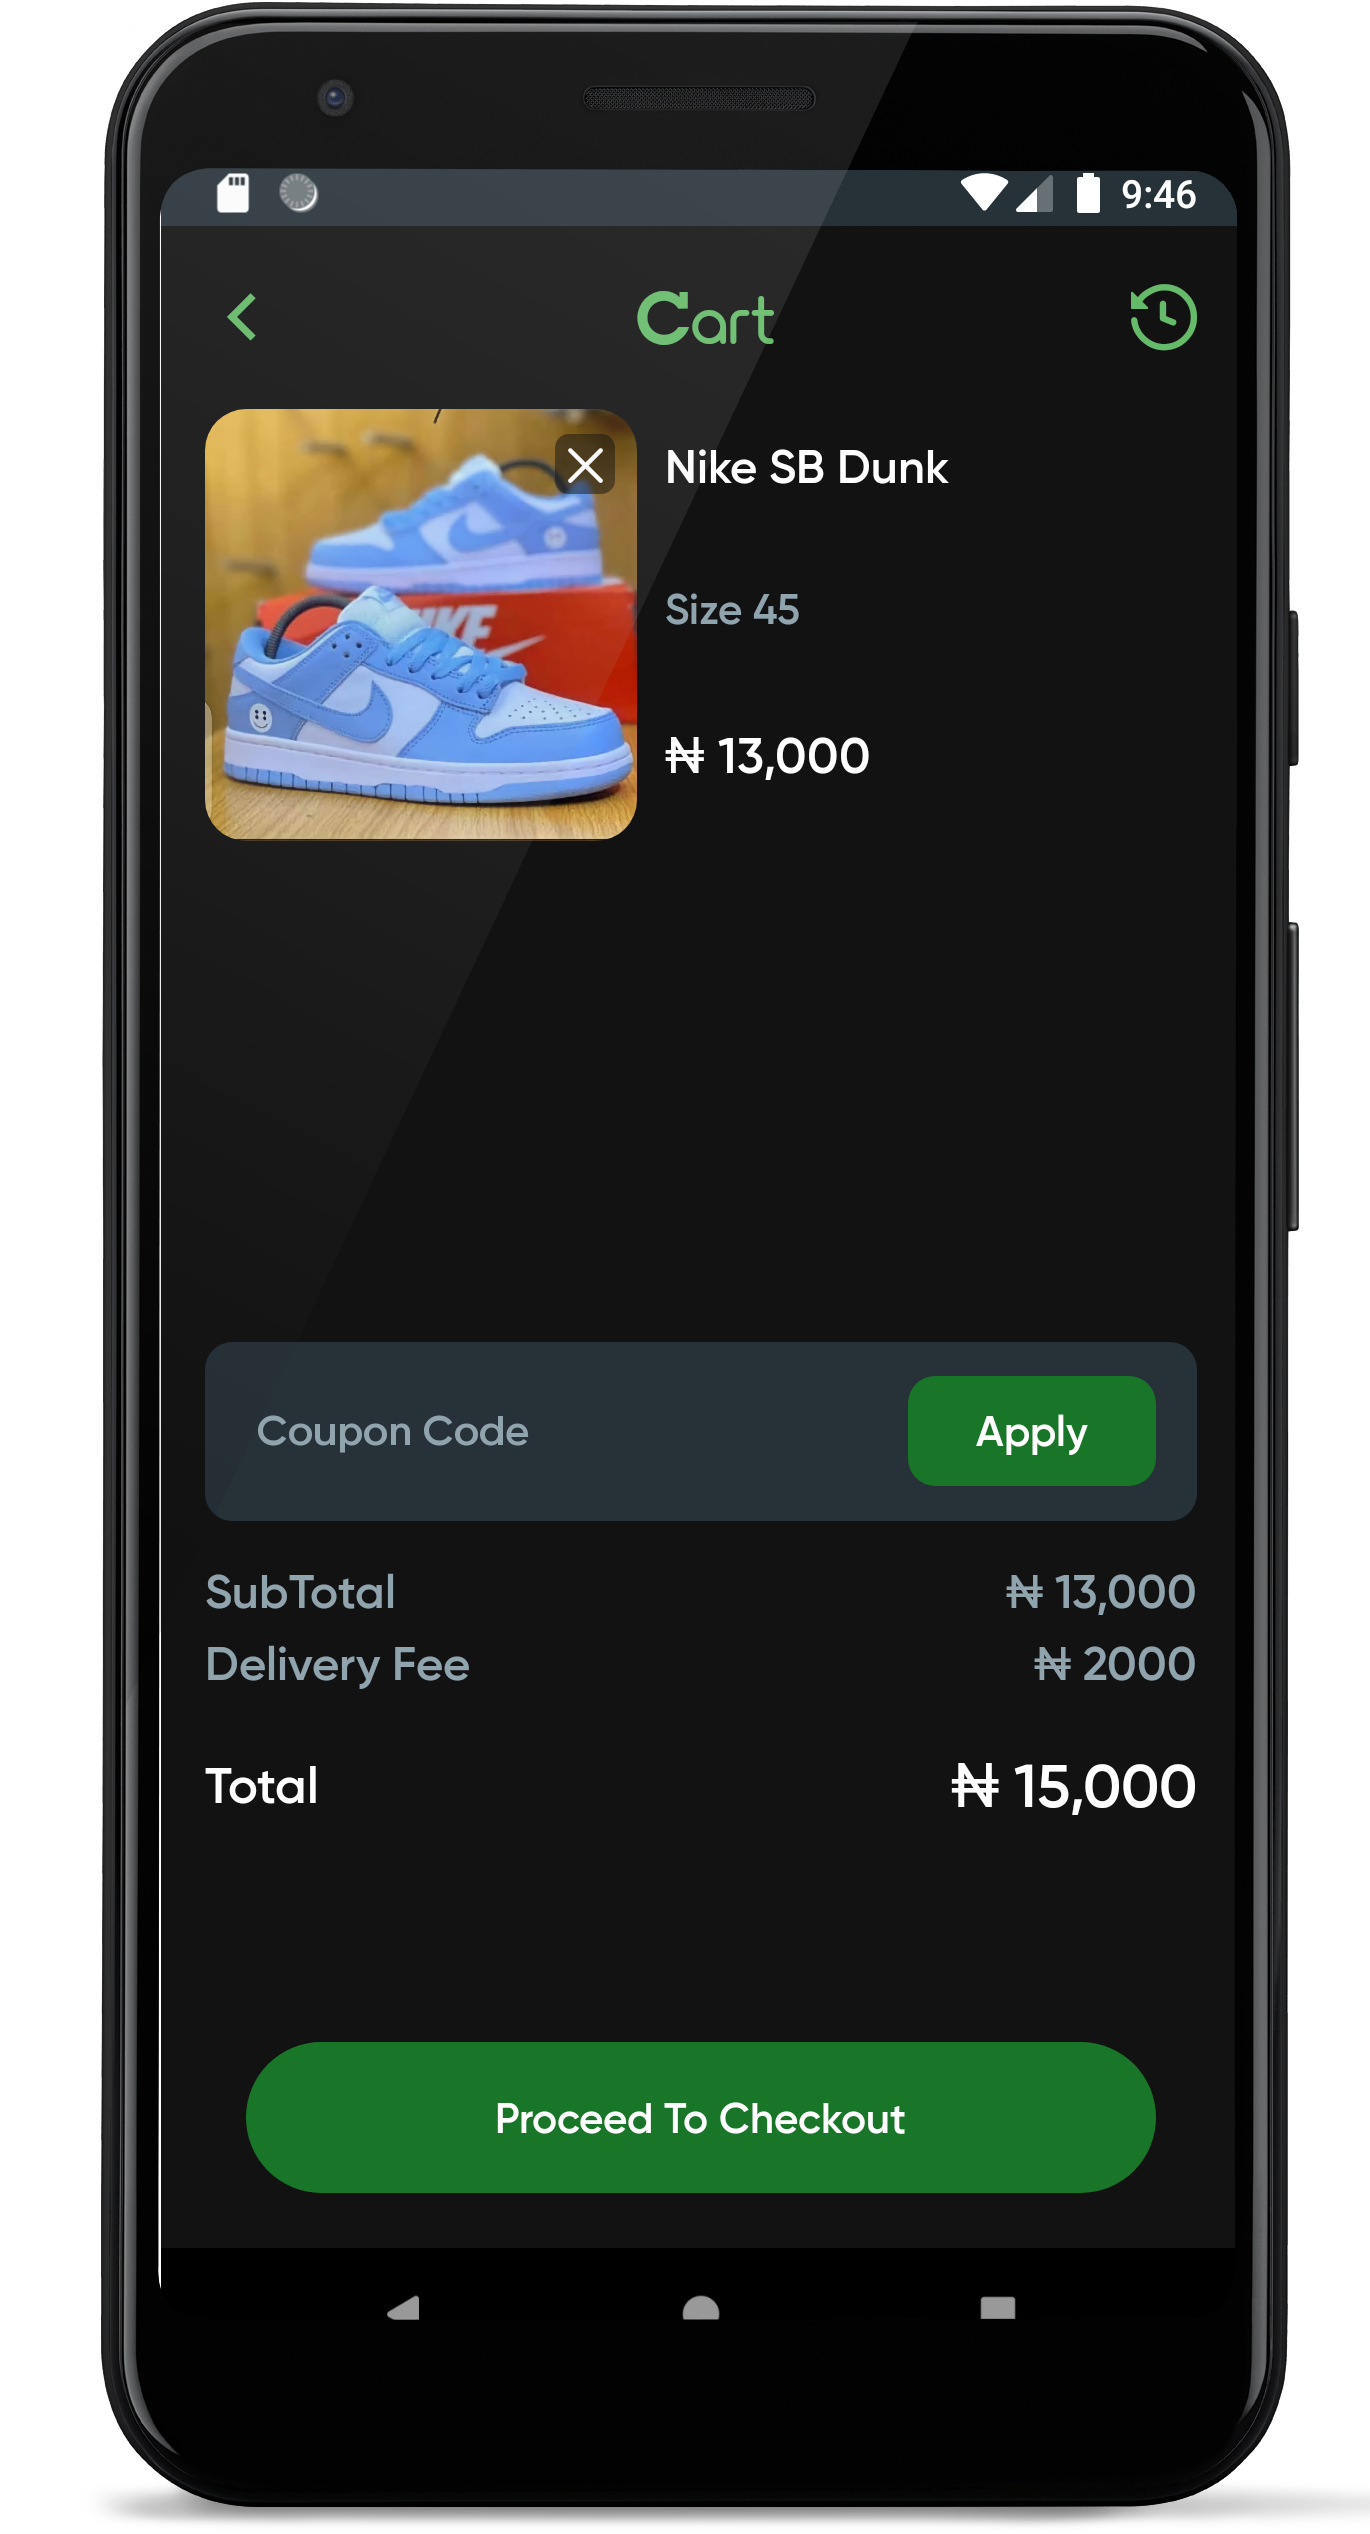 9:46
Cart
Nike SB Dunk
Size 45
₦ 13,000
Coupon Code
Apply
SubTotal
₦ 13,000
Delivery Fee
₦ 2000
Total
₦ 15,000
Proceed To Checkout